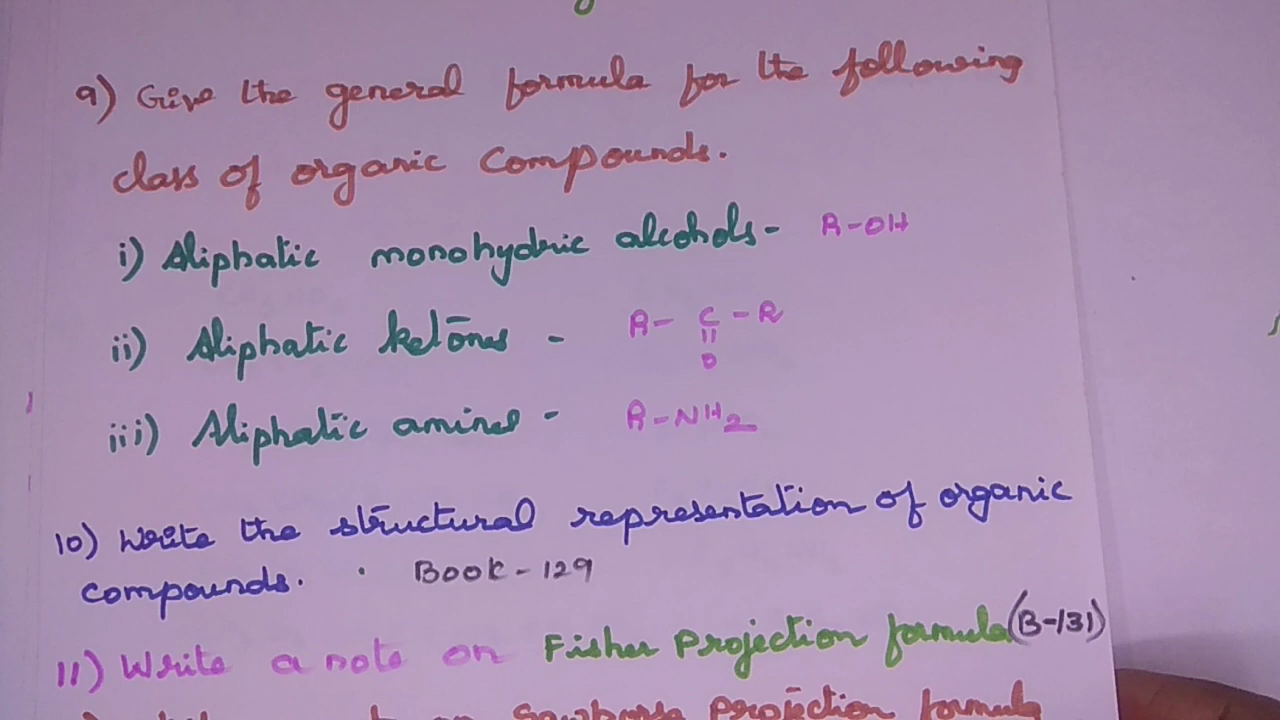 9) Give the general formula for the following
class of organic compounds.
i) Aliphatic monohydric alcohols - R-OH
ii) Aliphatic ketones - R- C -R
||
O
iii) Aliphatic amines - R-NH2
10) Write the structural representation of organic
compounds. Book - 129
11) Write a note on Fisher Projection formula (B-131)
projection formula